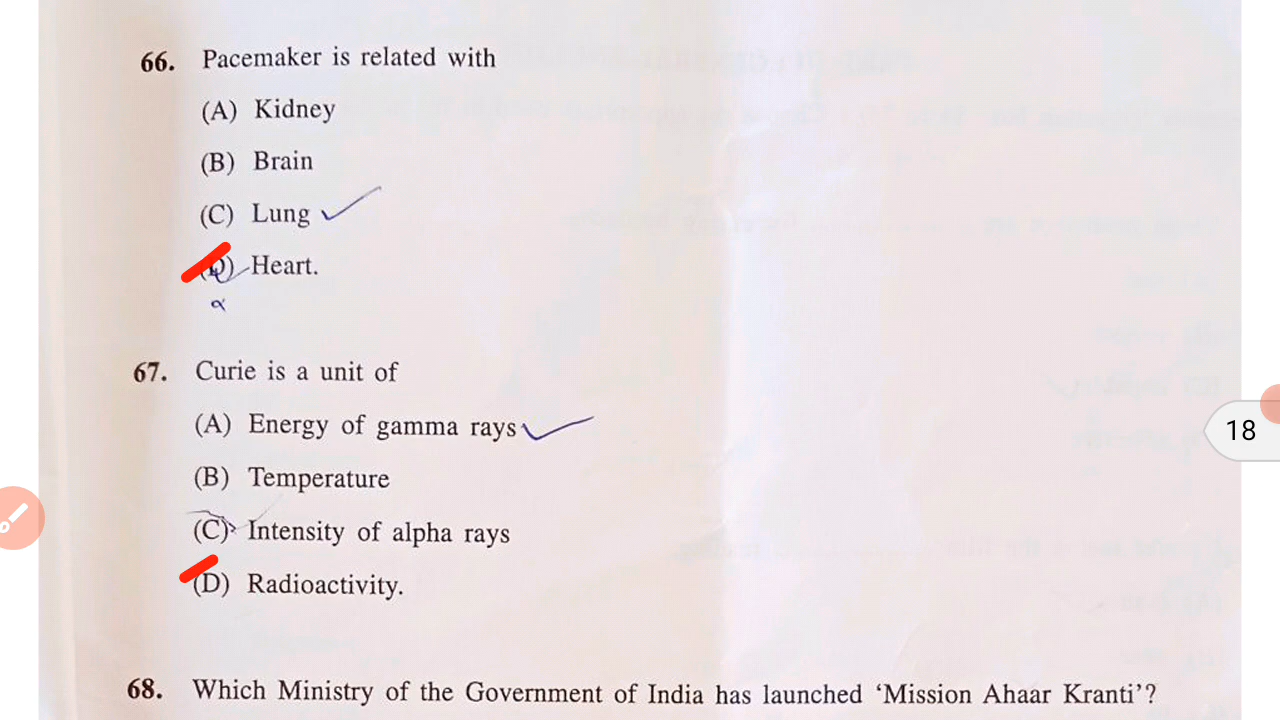 66. Pacemaker is related with
(A) Kidney
(B) Brain
(C) Lung
(D) Heart.
α
67. Curie is a unit of
(A) Energy of gamma rays
(B) Temperature
(C) Intensity of alpha rays
(D) Radioactivity.
18
68. Which Ministry of the Government of India has launched ‘Mission Ahaar Kranti’?